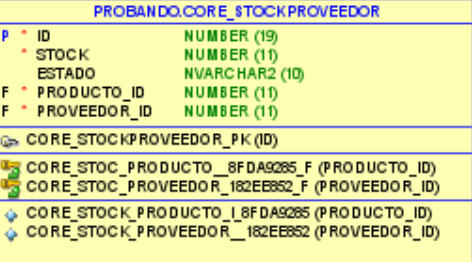 PROBANDO.CORE_STOCKPROVEEDOR
P * ID NUMBER (19)
* STOCK NUMBER (11)
ESTADO NVARCHAR2 (10)
F * PRODUCTO_ID NUMBER (11)
F * PROVEEDOR_ID NUMBER (11)
CORE_STOCKPROVEEDOR_PK (ID)
CORE_STOC_PRODUCTO__8FDA9285_F (PRODUCTO_ID)
CORE_STOC_PROVEEDOR_182EE852_F (PROVEEDOR_ID)
CORE_STOCK_PRODUCTO_I_8FDA9285 (PRODUCTO_ID)
CORE_STOCK_PROVEEDOR__182EE852 (PROVEEDOR_ID)